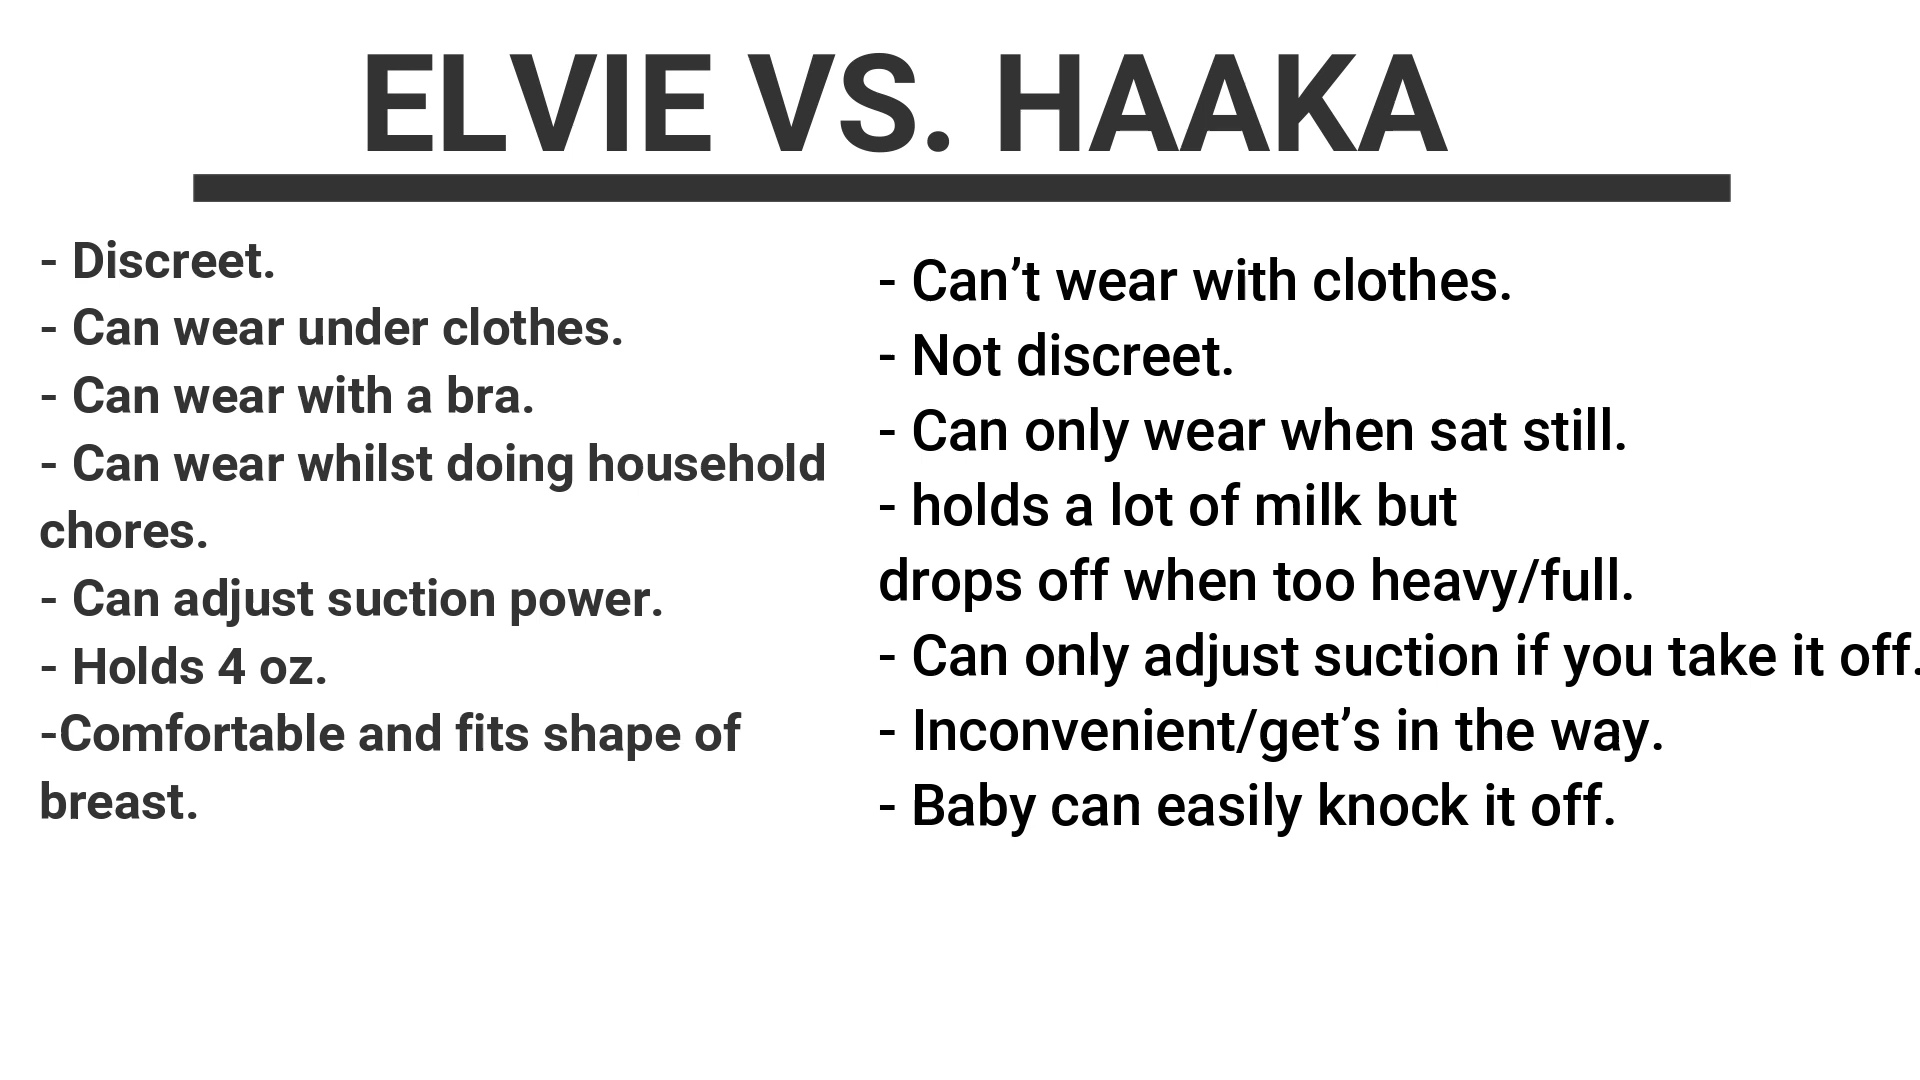 ELVIE VS. HAAKA
- Discreet.
- Can wear under clothes.
- Can wear with a bra.
- Can wear whilst doing household
chores.
- Can adjust suction power.
- Holds 4 oz.
-Comfortable and fits shape of
breast.
- Can’t wear with clothes.
- Not discreet.
- Can only wear when sat still.
- holds a lot of milk but
drops off when too heavy/full.
- Can only adjust suction if you take it off.
- Inconvenient/get’s in the way.
- Baby can easily knock it off.